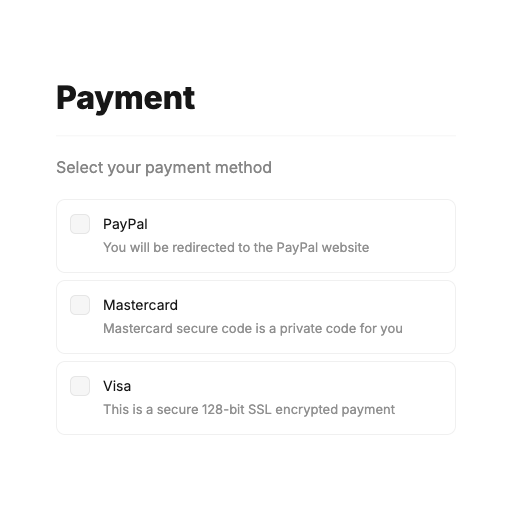 Payment
Select your payment method
PayPal
You will be redirected to the PayPal website
Mastercard
Mastercard secure code is a private code for you
Visa
This is a secure 128-bit SSL encrypted payment